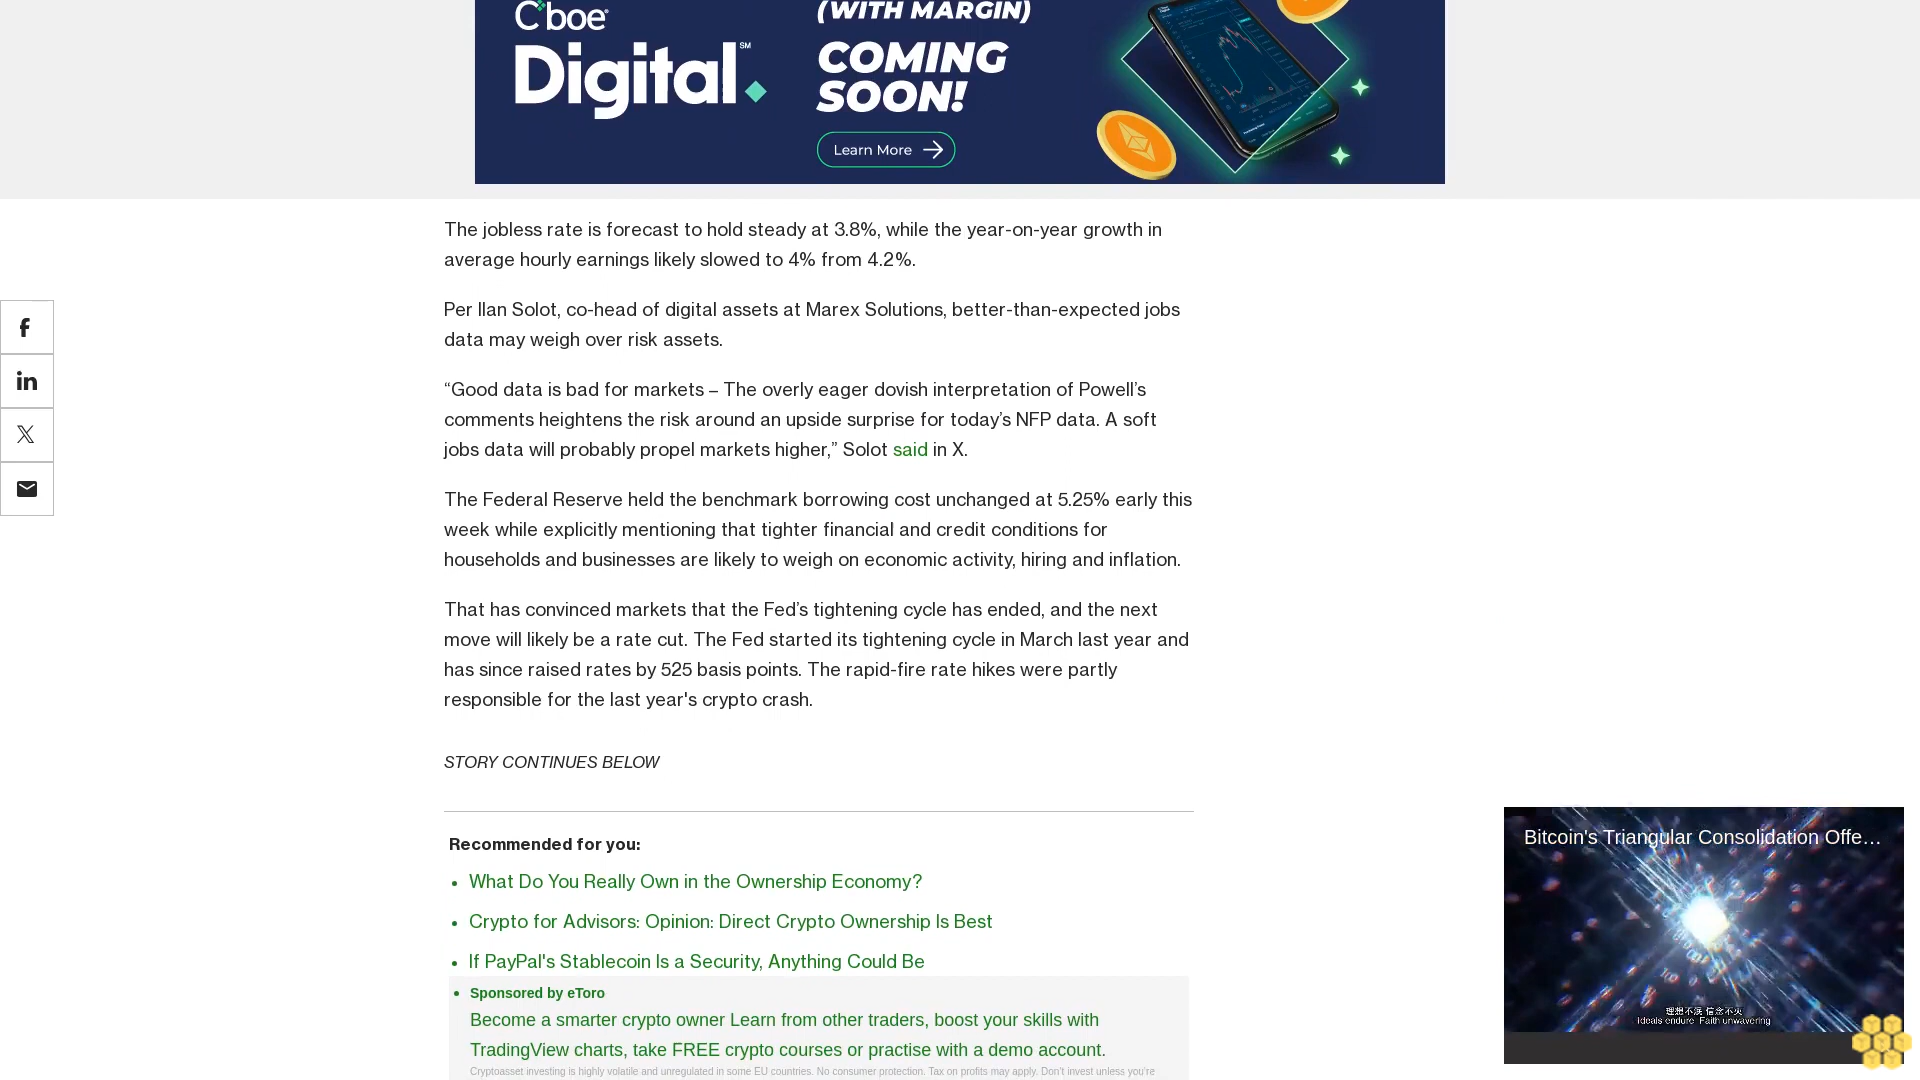 Cboe®
Digital.℠
(WITH MARGIN)
COMING
SOON!
Learn More
The jobless rate is forecast to hold steady at 3.8%, while the year-on-year growth in
average hourly earnings likely slowed to 4% from 4.2%.
Per Ilan Solot, co-head of digital assets at Marex Solutions, better-than-expected jobs
data may weigh over risk assets.
“Good data is bad for markets – The overly eager dovish interpretation of Powell’s
comments heightens the risk around an upside surprise for today’s NFP data. A soft
jobs data will probably propel markets higher,” Solot said in X.
The Federal Reserve held the benchmark borrowing cost unchanged at 5.25% early this
week while explicitly mentioning that tighter financial and credit conditions for
households and businesses are likely to weigh on economic activity, hiring and inflation.
That has convinced markets that the Fed’s tightening cycle has ended, and the next
move will likely be a rate cut. The Fed started its tightening cycle in March last year and
has since raised rates by 525 basis points. The rapid-fire rate hikes were partly
responsible for the last year's crypto crash.
STORY CONTINUES BELOW
Recommended for you:
• What Do You Really Own in the Ownership Economy?
• Crypto for Advisors: Opinion: Direct Crypto Ownership Is Best
• If PayPal's Stablecoin Is a Security, Anything Could Be
• Sponsored by eToro
Become a smarter crypto owner Learn from other traders, boost your skills with
TradingView charts, take FREE crypto courses or practise with a demo account.
Cryptoasset investing is highly volatile and unregulated in some EU countries. No consumer protection. Tax on profits may apply. Don't invest unless you're
Bitcoin's Triangular Consolidation Offe…
理想不泯 信念不灭
Ideals endure Faith unwavering